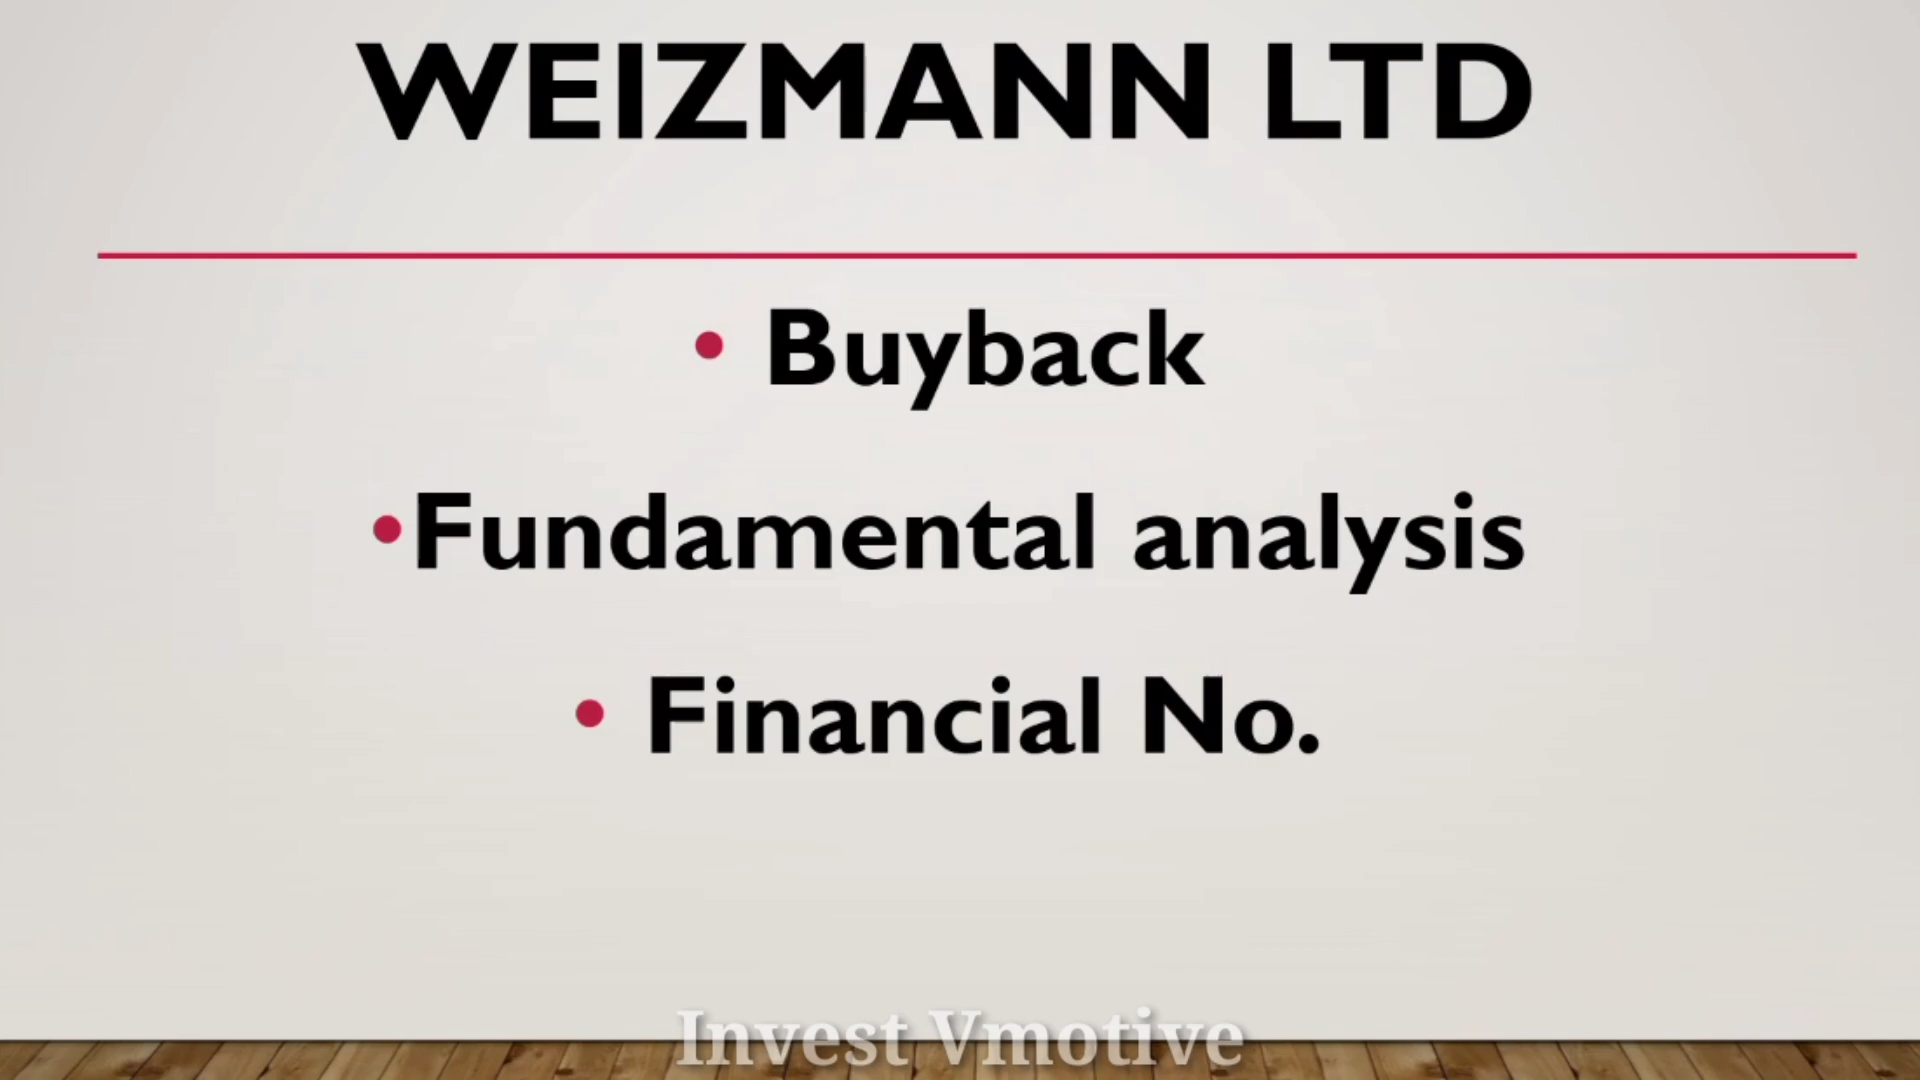 WEIZMANN LTD
• Buyback
•Fundamental analysis
• Financial No.
Invest Vmotive